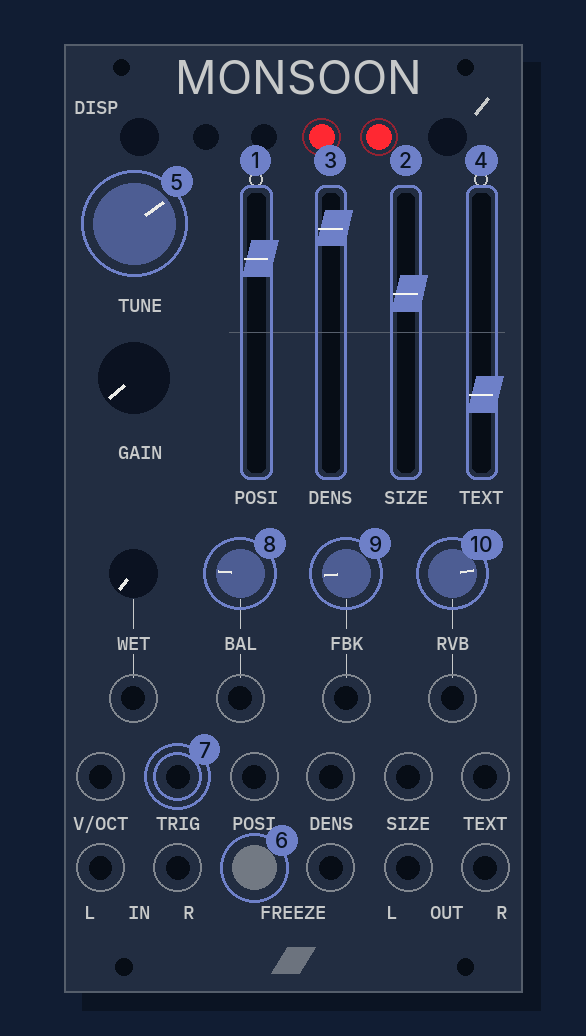 MONSOON
DISP
1 3 2 4
5
TUNE
GAIN
POSI DENS SIZE TEXT
8 9 10
WET BAL FBK RVB
7
V/OCT TRIG POSI DENS SIZE TEXT
6
L IN R FREEZE L OUT R